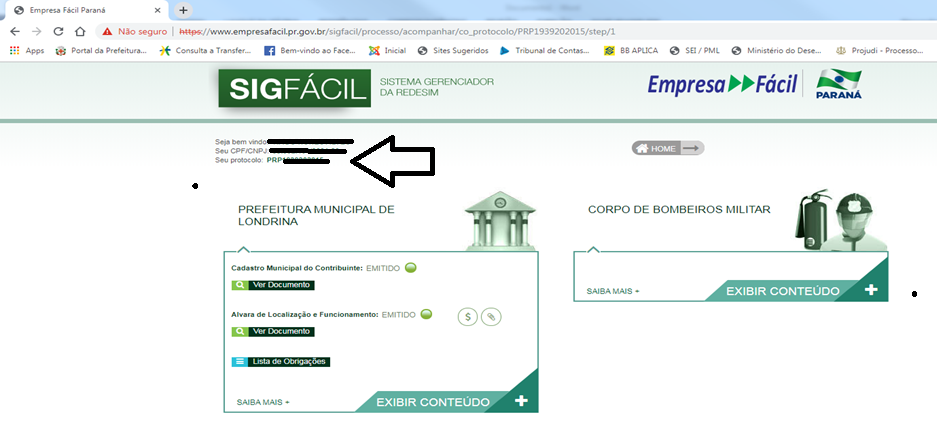 Empresa Fácil Paraná
Não seguro | https://www.empresafacil.pr.gov.br/sigfacil/processo/acompanhar/co_protocolo/PRP1939202015/step/1
Apps Portal da Prefeitura... Consulta a Transfer... Bem-vindo ao Face... Inicial Sites Sugeridos Tribunal de Contas... BB APLICA SEI / PML Ministério do Dese... Projudi - Processo...
SIGFÁCIL
SISTEMA GERENCIADOR
DA REDESIM
Empresa Fácil
PARANÁ
Seja bem vindo
Seu CPF/CNPJ:
Seu protocolo:
HOME
PREFEITURA MUNICIPAL DE
LONDRINA
Cadastro Municipal do Contribuinte: EMITIDO
Ver Documento
Alvara de Localização e Funcionamento: EMITIDO
$
Ver Documento
Lista de Obrigações
SAIBA MAIS +
EXIBIR CONTEÚDO +
CORPO DE BOMBEIROS MILITAR
SAIBA MAIS +
EXIBIR CONTEÚDO +